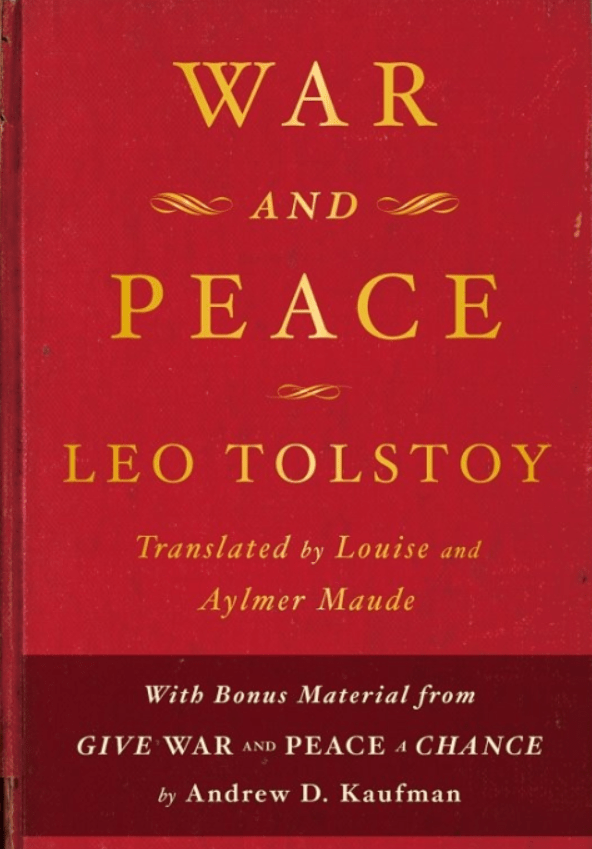 WAR
AND
PEACE
LEO TOLSTOY
Translated by Louise and
Aylmer Maude
With Bonus Material from
GIVE WAR AND PEACE A CHANCE
by Andrew D. Kaufman